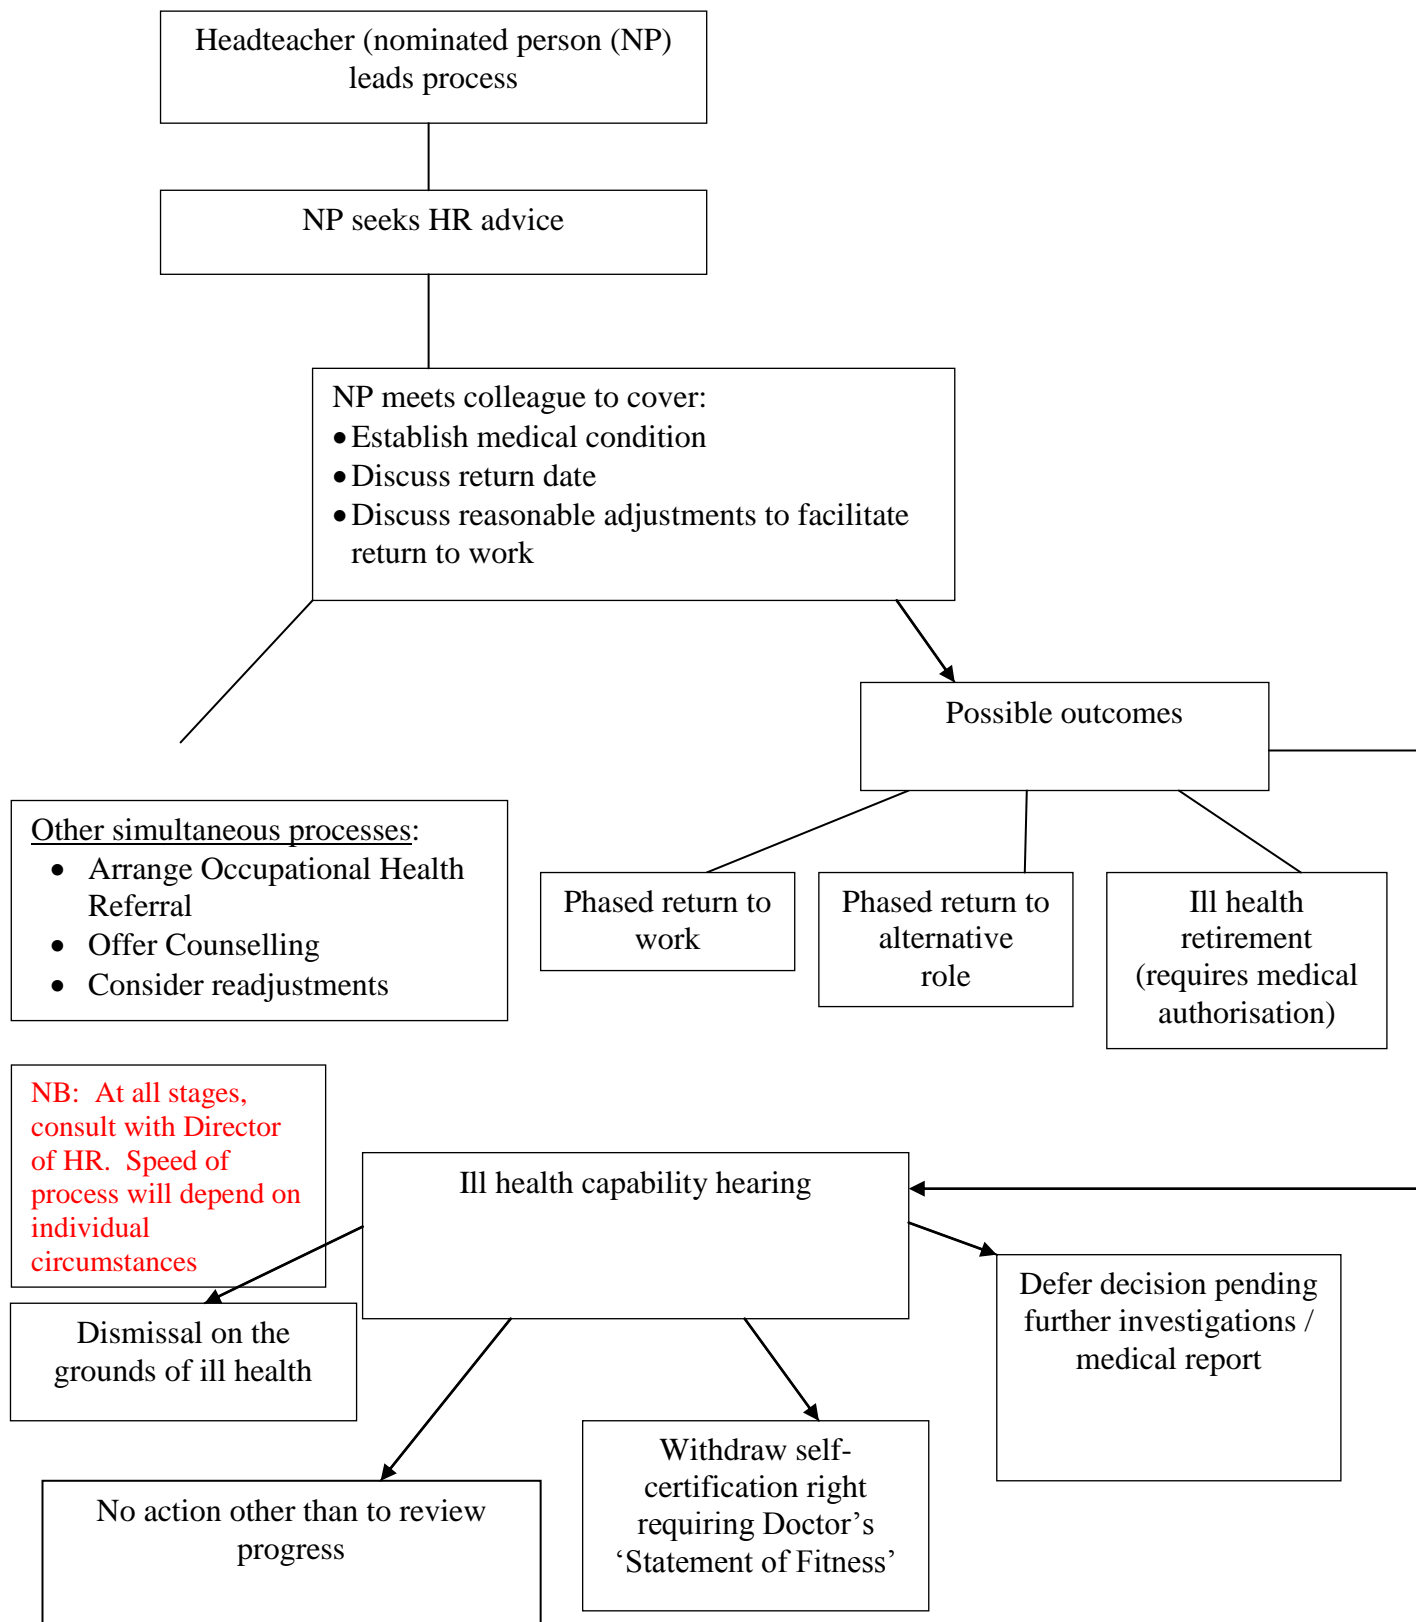 Headteacher (nominated person (NP)
leads process
NP seeks HR advice
NP meets colleague to cover:
• Establish medical condition
• Discuss return date
• Discuss reasonable adjustments to facilitate
return to work
Possible outcomes
Other simultaneous processes:
• Arrange Occupational Health
Referral
• Offer Counselling
• Consider readjustments
Phased return to
work
Phased return to
alternative
role
Ill health
retirement
(requires medical
authorisation)
NB:  At all stages,
consult with Director
of HR.  Speed of
process will depend on
individual
circumstances
Ill health capability hearing
Dismissal on the
grounds of ill health
Defer decision pending
further investigations /
medical report
No action other than to review
progress
Withdraw self-
certification right
requiring Doctor’s
‘Statement of Fitness’